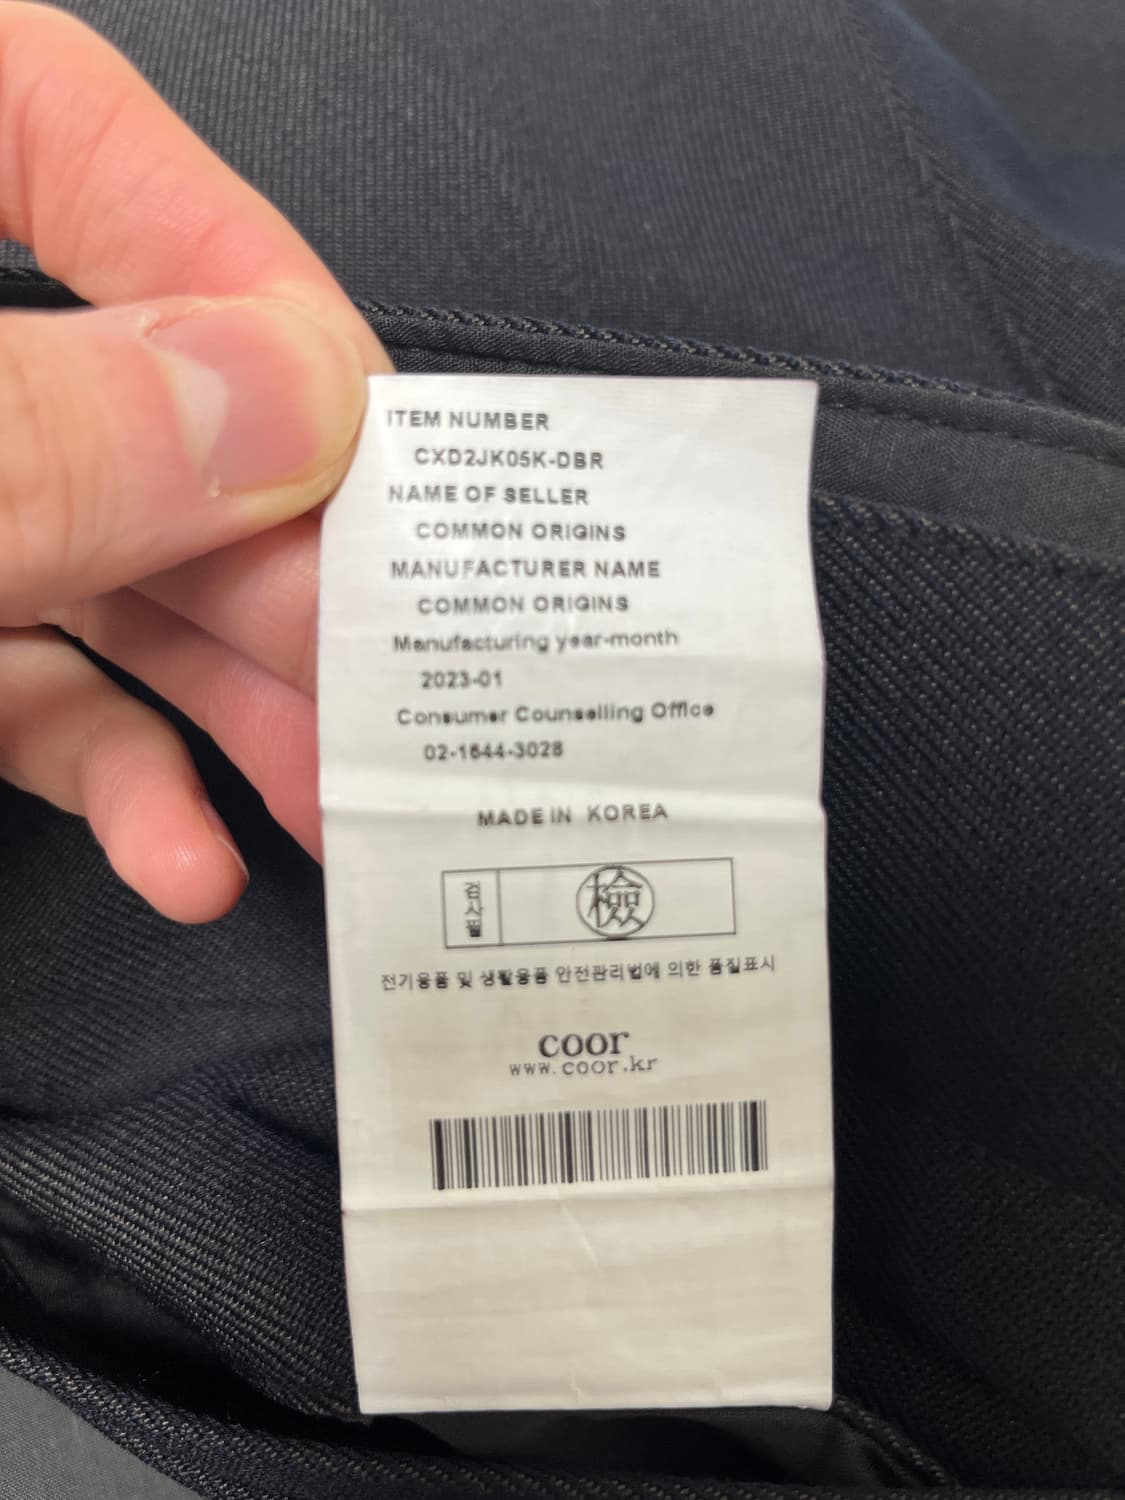 ITEM NUMBER
CXD2JK05K-DBR
NAME OF SELLER
COMMON ORIGINS
MANUFACTURER NAME
COMMON ORIGINS
Manufacturing year-month
2023-01
Consumer Counselling Office
02-1644-3028
MADE IN KOREA
검사필
檢
전기용품 및 생활용품 안전관리법에 의한 품질표시
coor
www.coor.kr